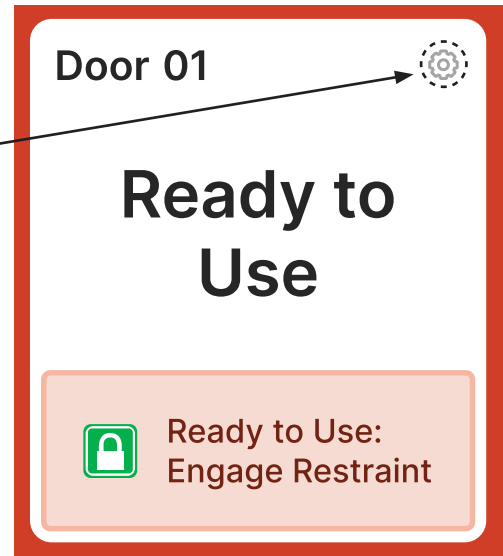 Door 01
Ready to
Use
Ready to Use:
Engage Restraint